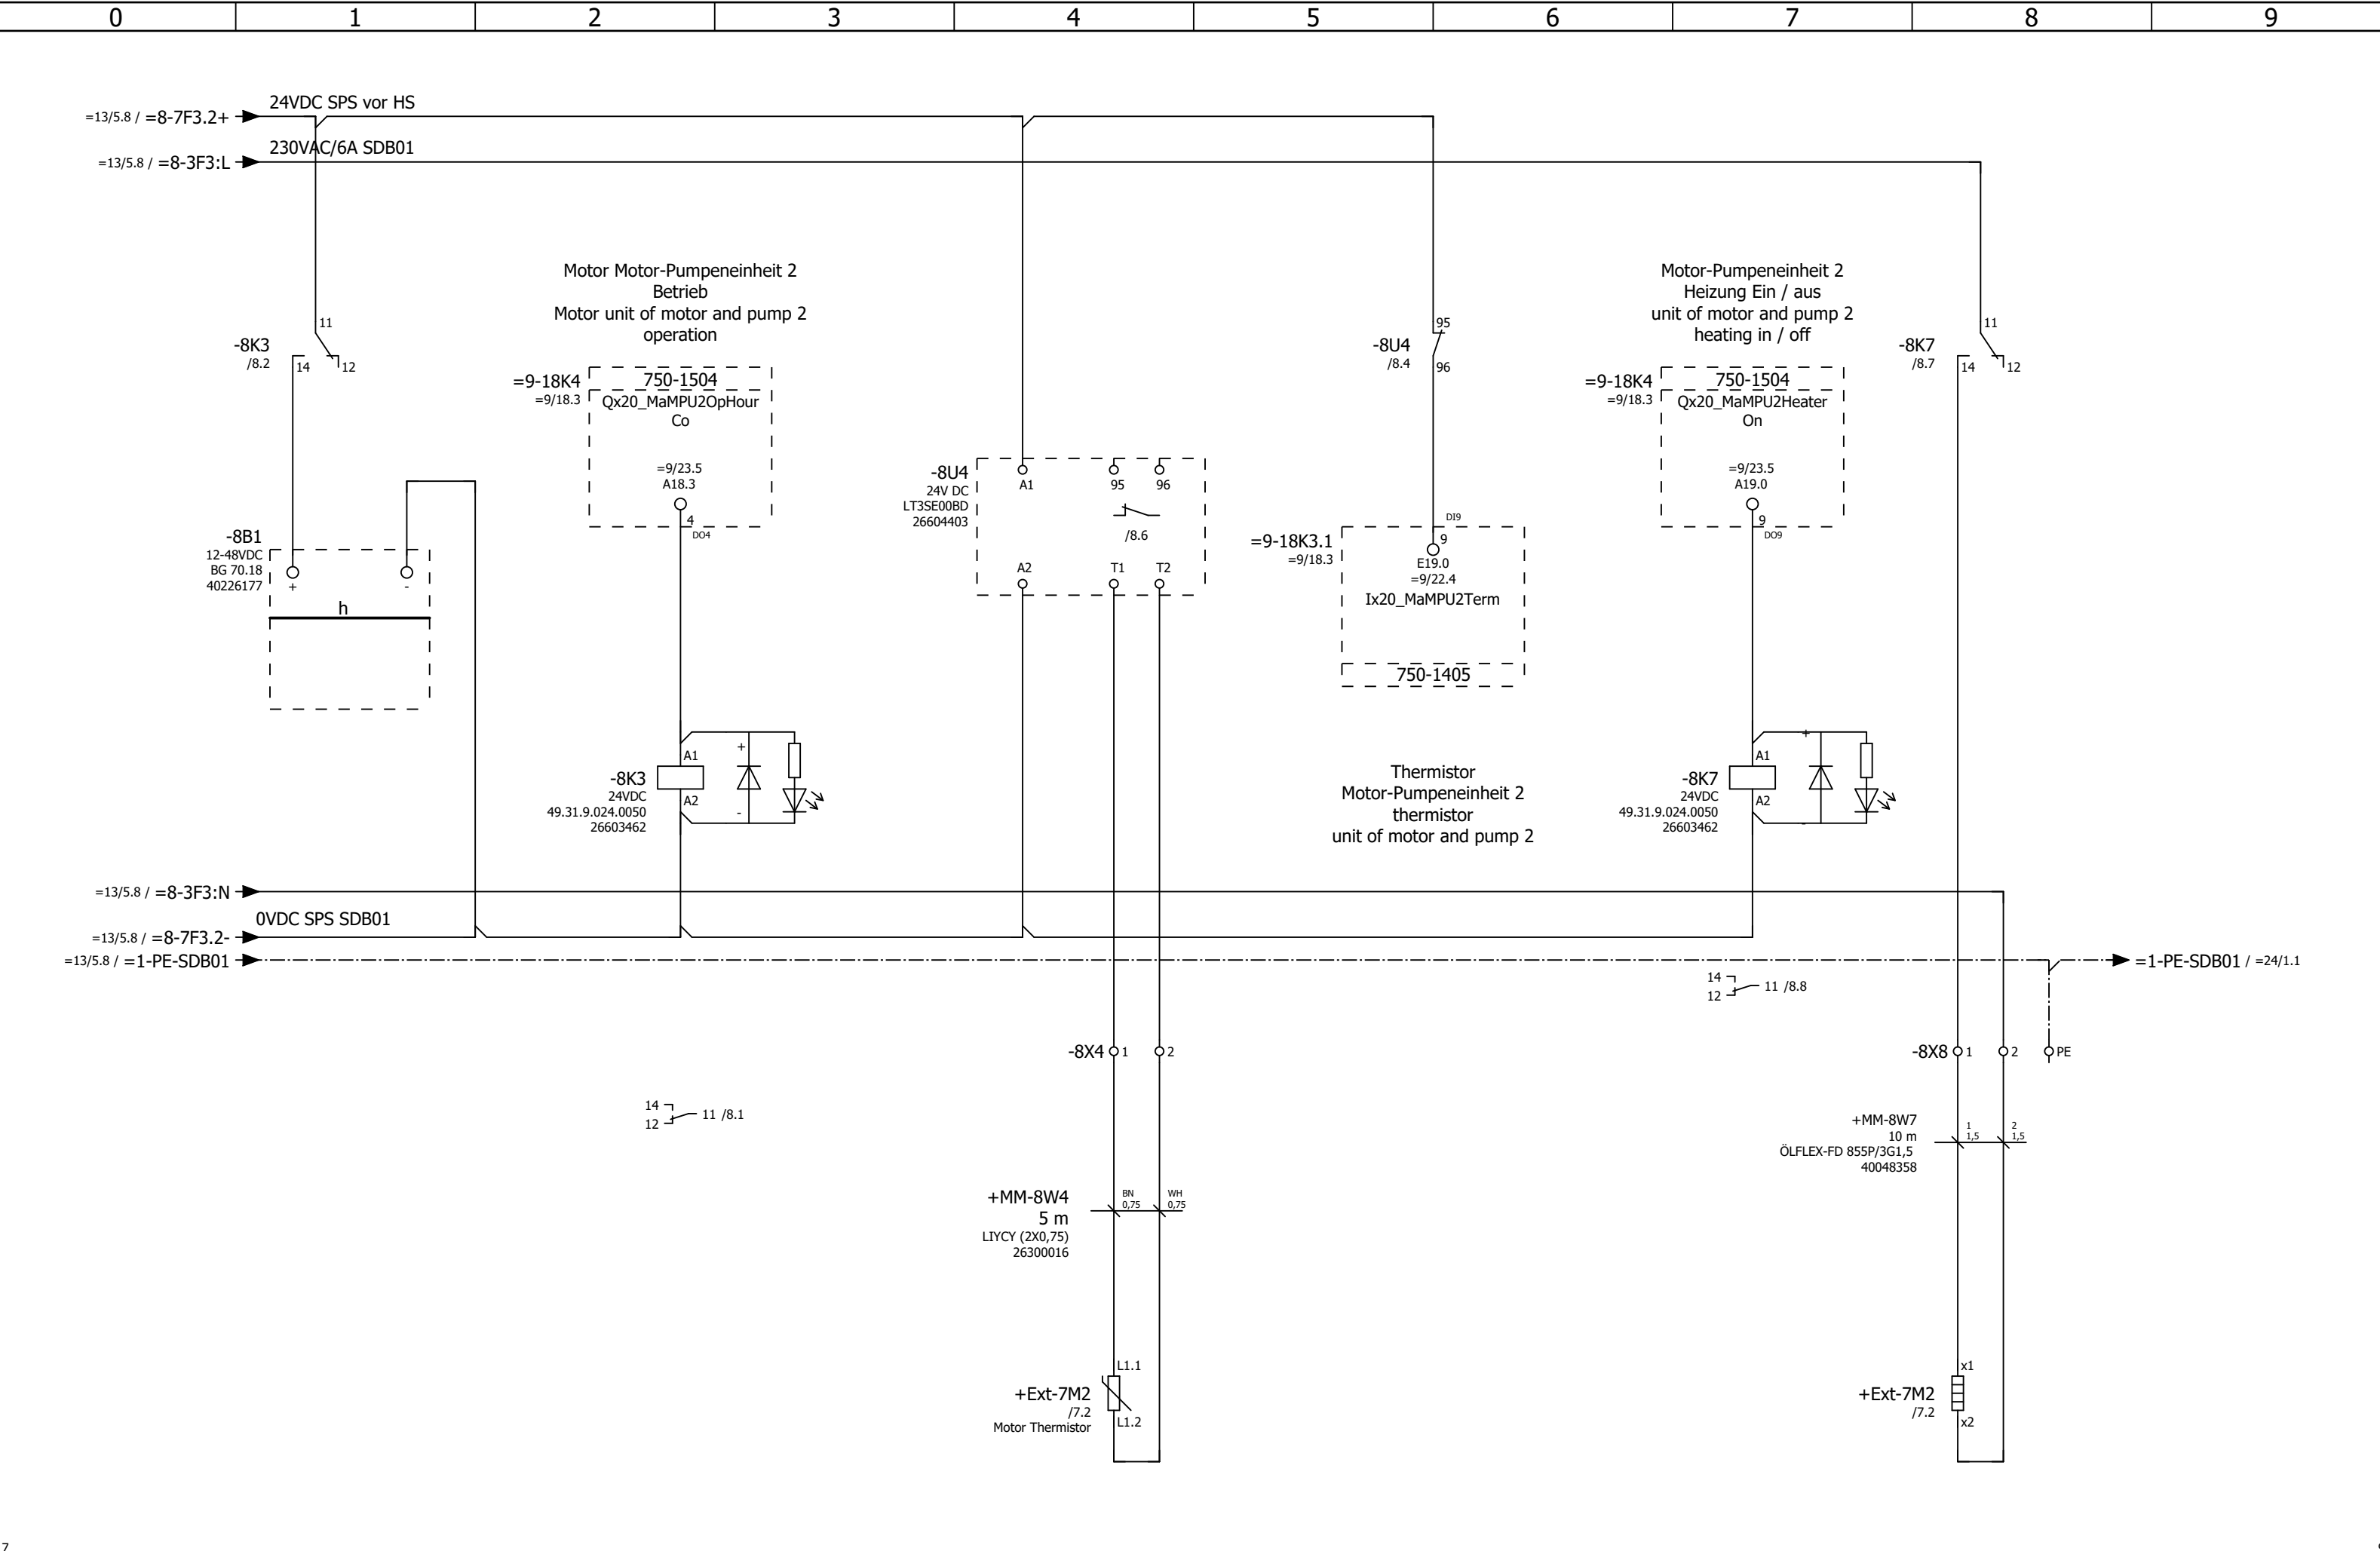 0 1 2 3 4 5 6 7 8 9
24VDC SPS vor HS
=13/5.8 / =8-7F3.2+
230VAC/6A SDB01
=13/5.8 / =8-3F3:L
-8K3
/8.2
11
14
12
-8B1
12-48VDC
BG 70.18
40226177
+
-
h
Motor Motor-Pumpeneinheit 2
Betrieb
Motor unit of motor and pump 2
operation
=9-18K4
=9/18.3
750-1504
Qx20_MaMPU2OpHour
Co
=9/23.5
A18.3
4
DO4
-8K3
24VDC
49.31.9.024.0050
26603462
A1
A2
+
-
-8U4
24V DC
LT3SE00BD
26604403
A1
95
96
/8.6
A2
T1
T2
-8U4
/8.4
95
96
=9-18K3.1
=9/18.3
DI9
9
E19.0
=9/22.4
Ix20_MaMPU2Term
750-1405
Thermistor
Motor-Pumpeneinheit 2
thermistor
unit of motor and pump 2
Motor-Pumpeneinheit 2
Heizung Ein / aus
unit of motor and pump 2
heating in / off
=9-18K4
=9/18.3
750-1504
Qx20_MaMPU2Heater
On
=9/23.5
A19.0
9
DO9
-8K7
24VDC
49.31.9.024.0050
26603462
A1
A2
+
-
-8K7
/8.7
11
14
12
=13/5.8 / =8-3F3:N
0VDC SPS SDB01
=13/5.8 / =8-7F3.2-
=13/5.8 / =1-PE-SDB01
=1-PE-SDB01 / =24/1.1
14
12
11 /8.8
-8X4
1
2
-8X8
1
2
PE
14
12
11 /8.1
+MM-8W7
10 m
ÖLFLEX-FD 855P/3G1,5
40048358
1
1,5
2
1,5
+MM-8W4
5 m
LIYCY (2X0,75)
26300016
BN
0,75
WH
0,75
+Ext-7M2
/7.2
Motor Thermistor
L1.1
L1.2
+Ext-7M2
/7.2
x1
x2
7